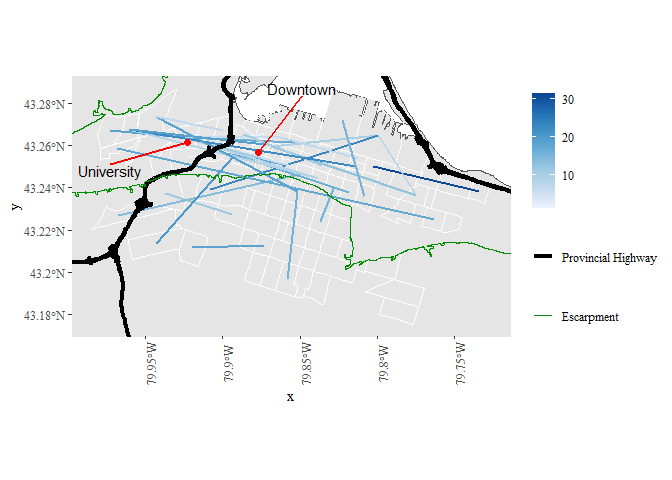 Downtown
University
43.28°N
43.26°N
43.24°N
43.22°N
43.2°N
43.18°N
y
79.95°W
79.9°W
79.85°W
79.8°W
79.75°W
x
30
20
10
Provincial Highway
Escarpment